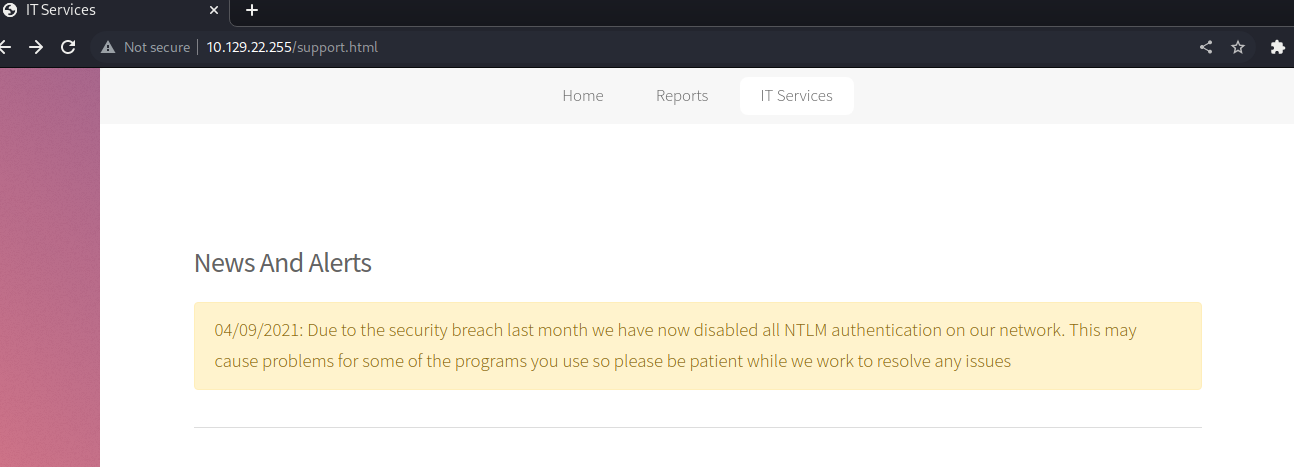 IT Services
Not secure
10.129.22.255/support.html
Home
Reports
IT Services
News And Alerts
04/09/2021: Due to the security breach last month we have now disabled all NTLM authentication on our network. This may
cause problems for some of the programs you use so please be patient while we work to resolve any issues